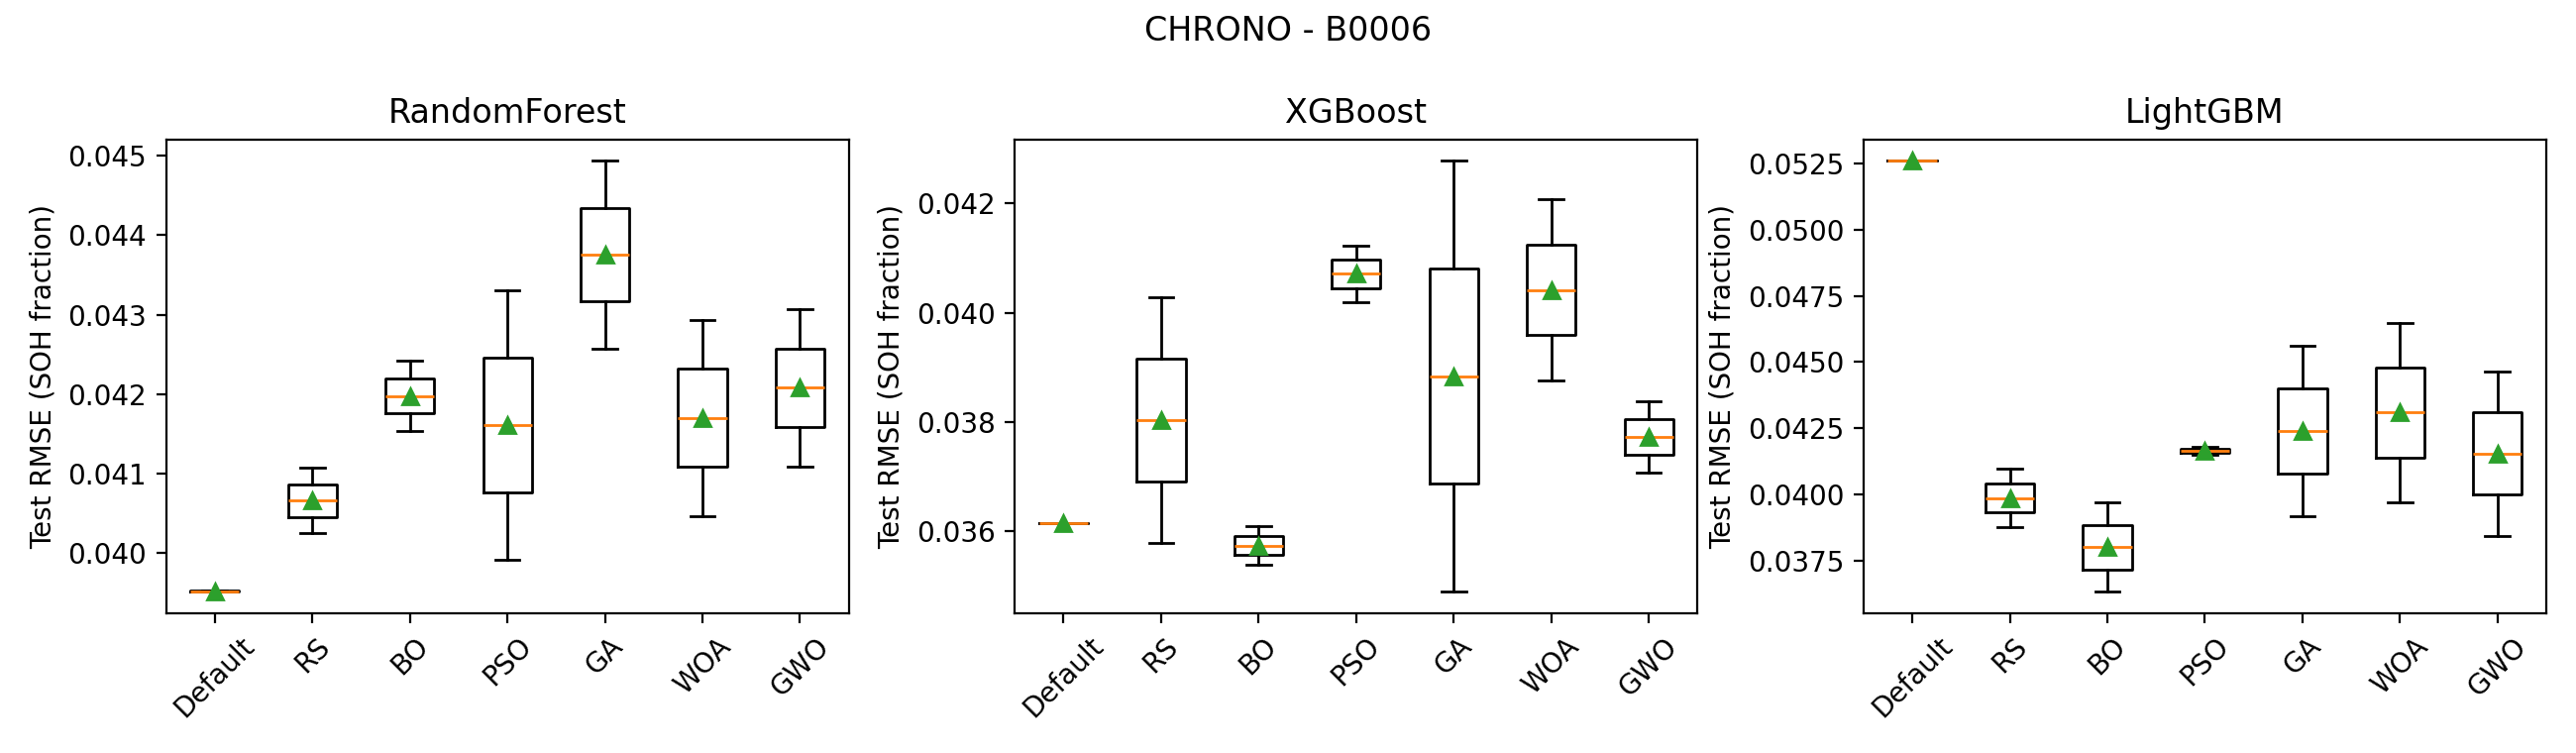 CHRONO - B0006
RandomForest
Test RMSE (SOH fraction)
0.045
0.044
0.043
0.042
0.041
0.040
Default
RS
BO
PSO
GA
WOA
GWO
XGBoost
Test RMSE (SOH fraction)
0.042
0.040
0.038
0.036
Default
RS
BO
PSO
GA
WOA
GWO
LightGBM
Test RMSE (SOH fraction)
0.0525
0.0500
0.0475
0.0450
0.0425
0.0400
0.0375
Default
RS
BO
PSO
GA
WOA
GWO